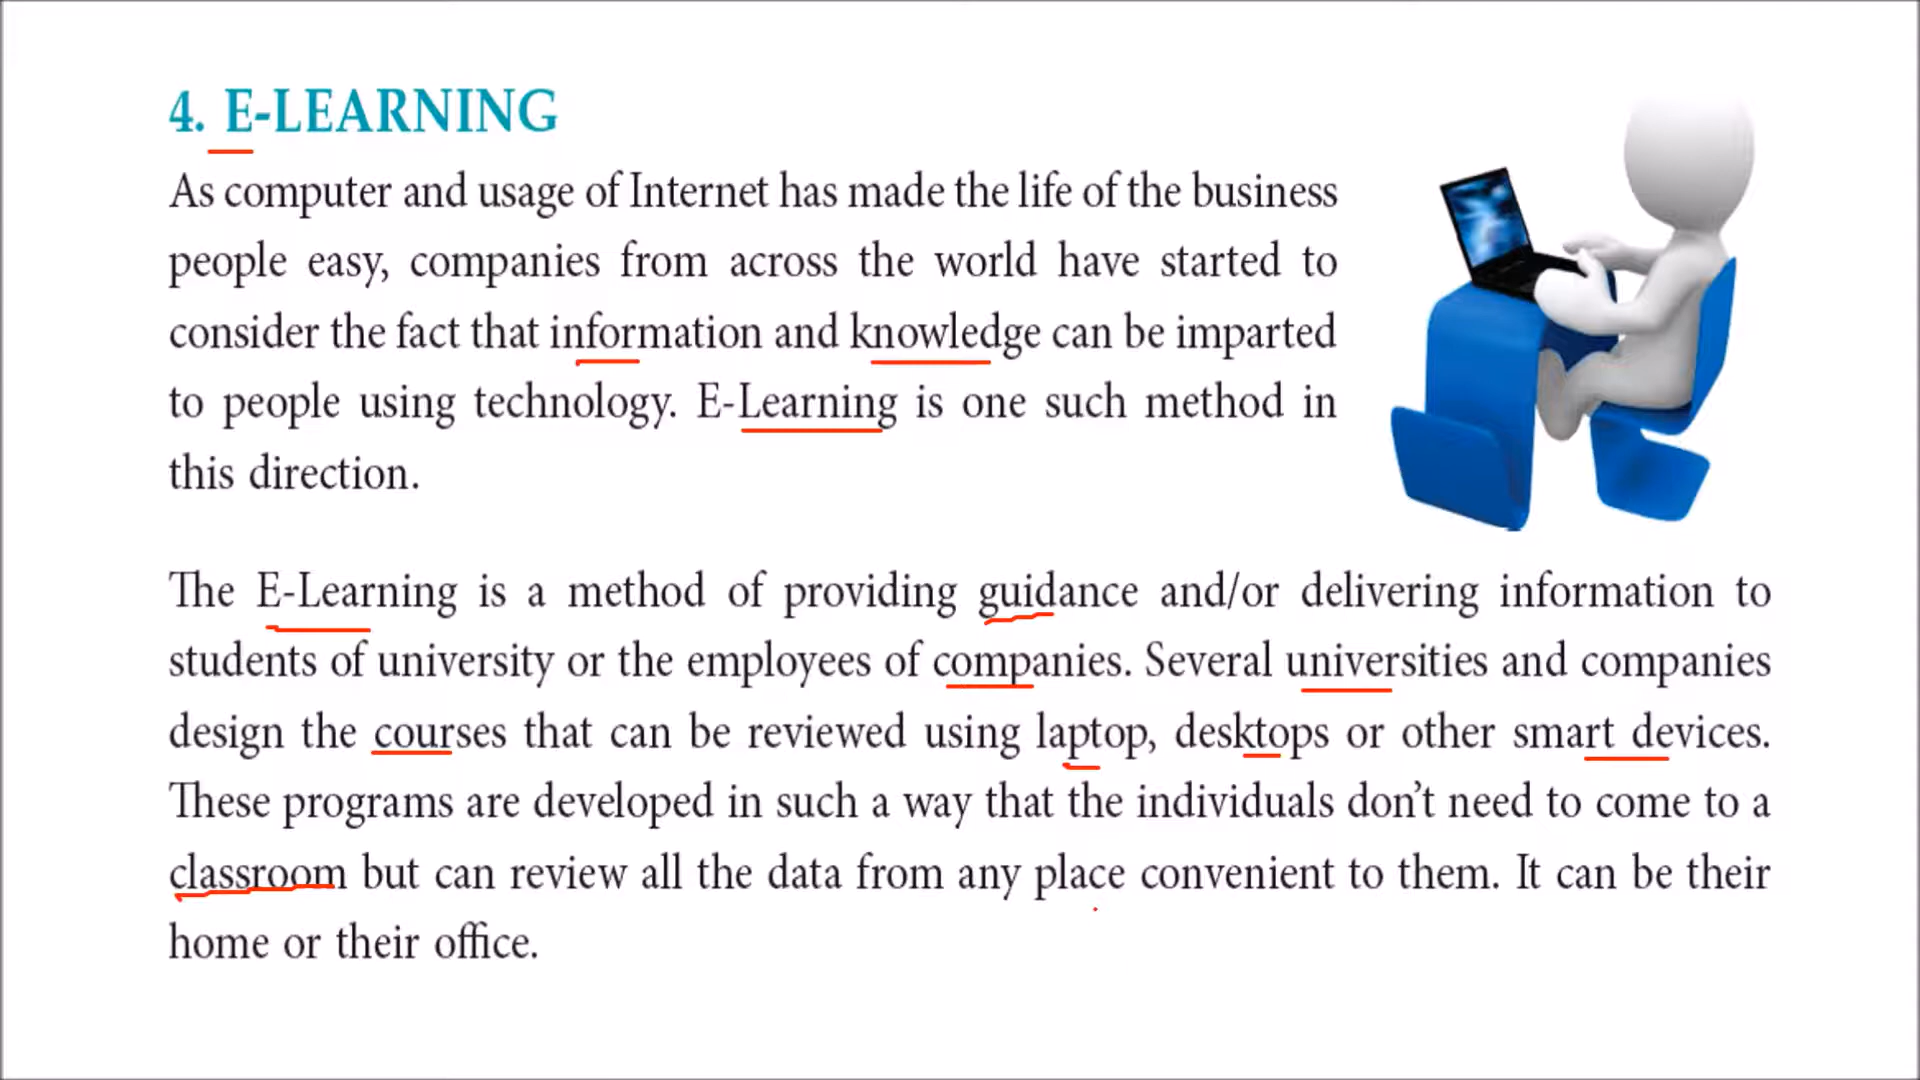 4. E-LEARNING
As computer and usage of Internet has made the life of the business
people easy, companies from across the world have started to
consider the fact that information and knowledge can be imparted
to people using technology. E-Learning is one such method in
this direction.
The E-Learning is a method of providing guidance and/or delivering information to
students of university or the employees of companies. Several universities and companies
design the courses that can be reviewed using laptop, desktops or other smart devices.
These programs are developed in such a way that the individuals don’t need to come to a
classroom but can review all the data from any place convenient to them. It can be their
home or their office.